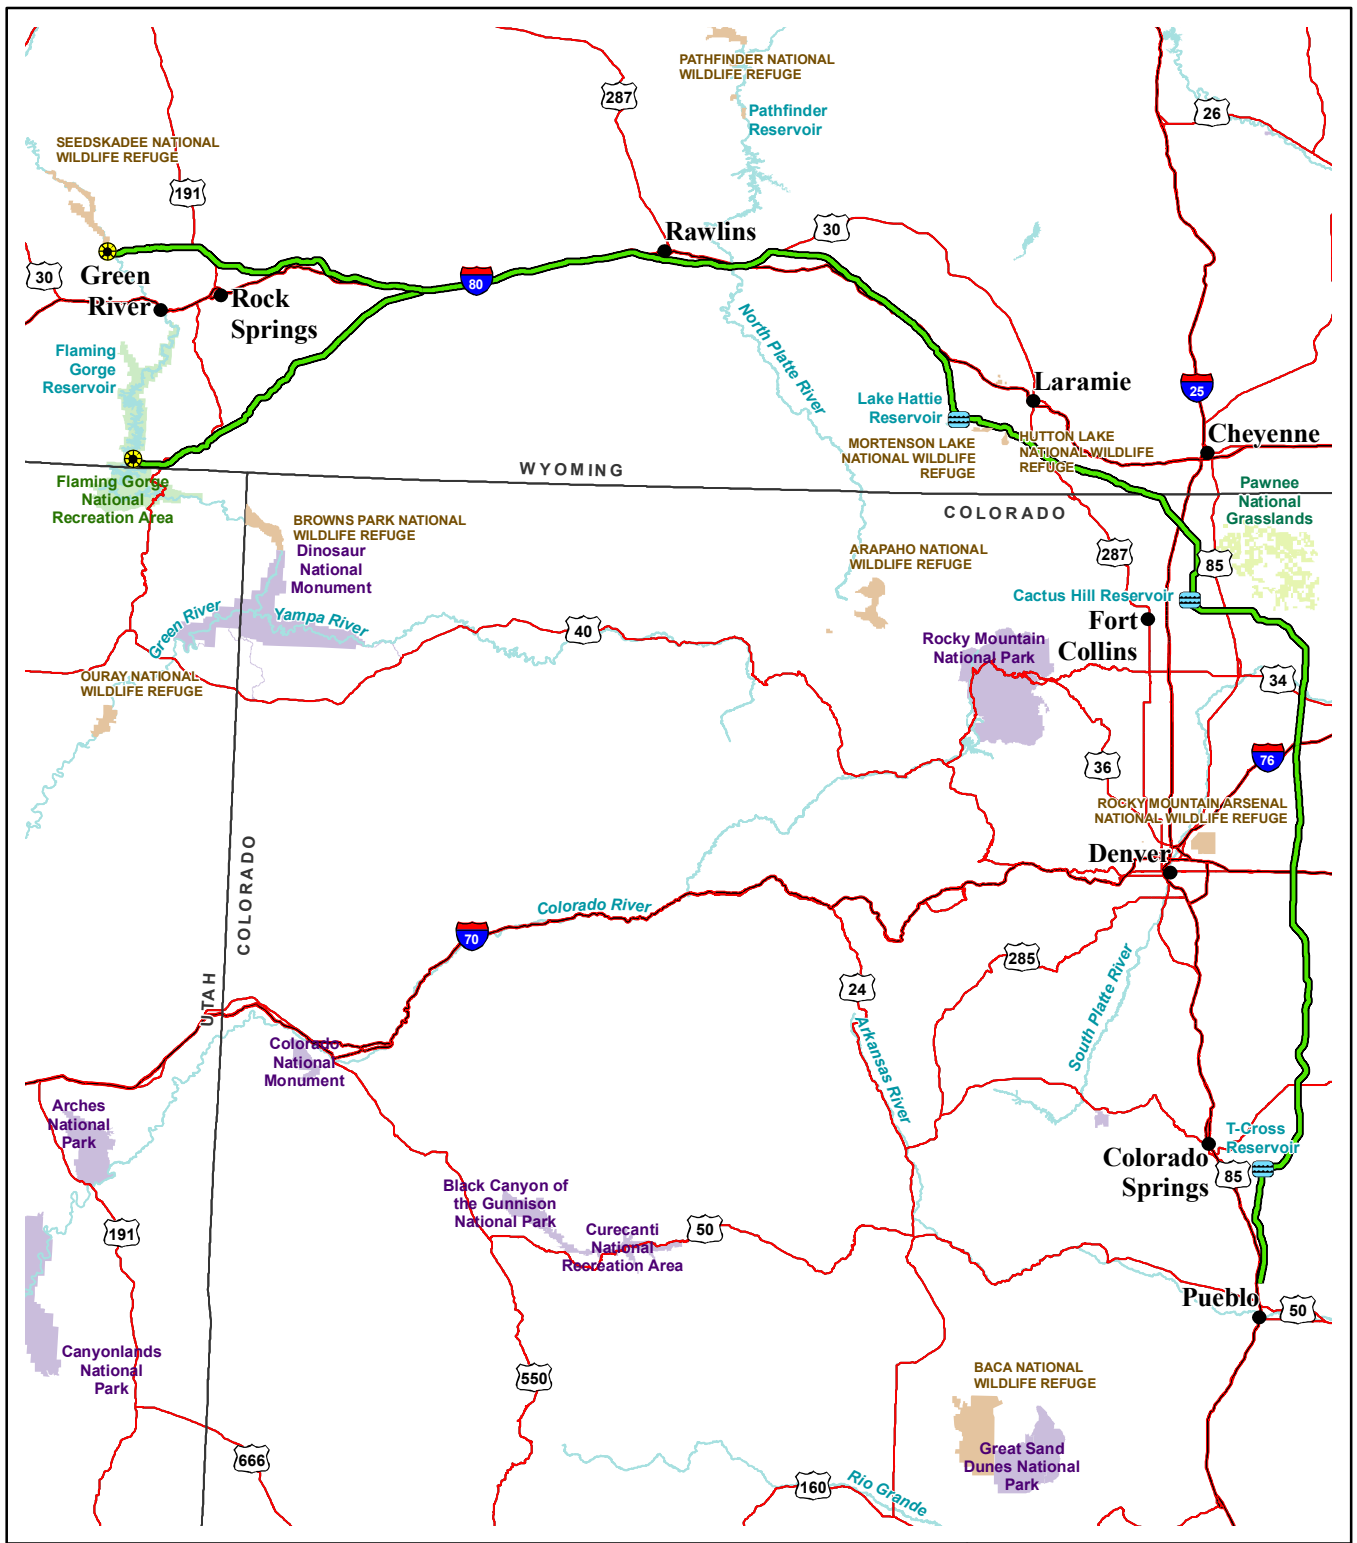 PATHFINDER NATIONAL
WILDLIFE REFUGE
287
Pathfinder
Reservoir
26
SEEDSKADEE NATIONAL
WILDLIFE REFUGE
191
Rawlins
30
30
Green
River
Rock
Springs
80
North Platte River
Flaming
Gorge
Reservoir
Laramie
25
Lake Hattie
Reservoir
MORTENSON LAKE
NATIONAL WILDLIFE
REFUGE
HUTTON LAKE
NATIONAL WILDLIFE
REFUGE
Cheyenne
WYOMING
COLORADO
Flaming Gorge
National
Recreation Area
Pawnee
National
Grasslands
BROWNS PARK NATIONAL
WILDLIFE REFUGE
Dinosaur
National
Monument
ARAPAHO NATIONAL
WILDLIFE REFUGE
287
85
Cactus Hill Reservoir
Green River
Yampa River
40
Fort
Collins
Rocky Mountain
National Park
OURAY NATIONAL
WILDLIFE REFUGE
34
36
76
ROCKY MOUNTAIN ARSENAL
NATIONAL WILDLIFE REFUGE
Denver
COLORADO
UTAH
Colorado River
70
285
24
South Platte River
Arkansas River
Colorado
National
Monument
Arches
National
Park
T-Cross
Reservoir
Colorado
Springs
85
Black Canyon of
the Gunnison
National Park
Curecanti
National
Recreation Area
50
191
Pueblo
50
Canyonlands
National
Park
550
BACA NATIONAL
WILDLIFE REFUGE
Great Sand
Dunes National
Park
666
160
Rio Grande